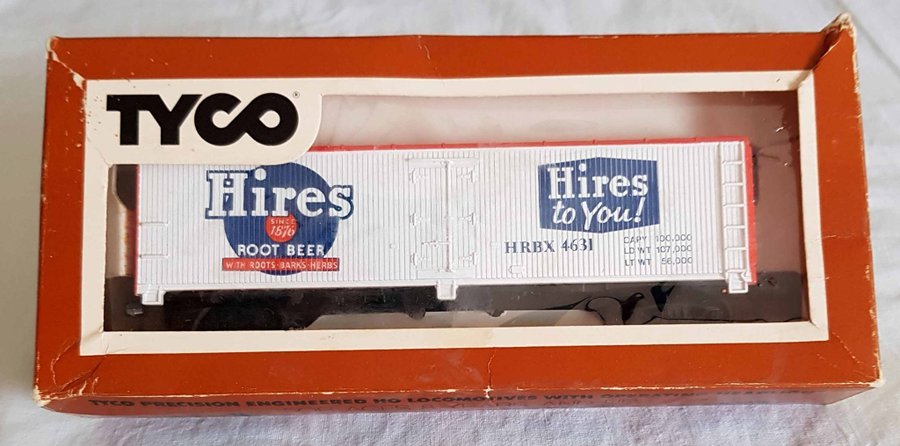 TYCO®
Hires
SINCE
1876
ROOT BEER
WITH ROOTS-BARKS-HERBS
Hires
to You!
HRBX 4631
CAPY 100,000
LD WT 107,000
LT WT 56,000
TYCO PRECISION ENGINEERED HO LOCOMOTIVES WITH OPERATING